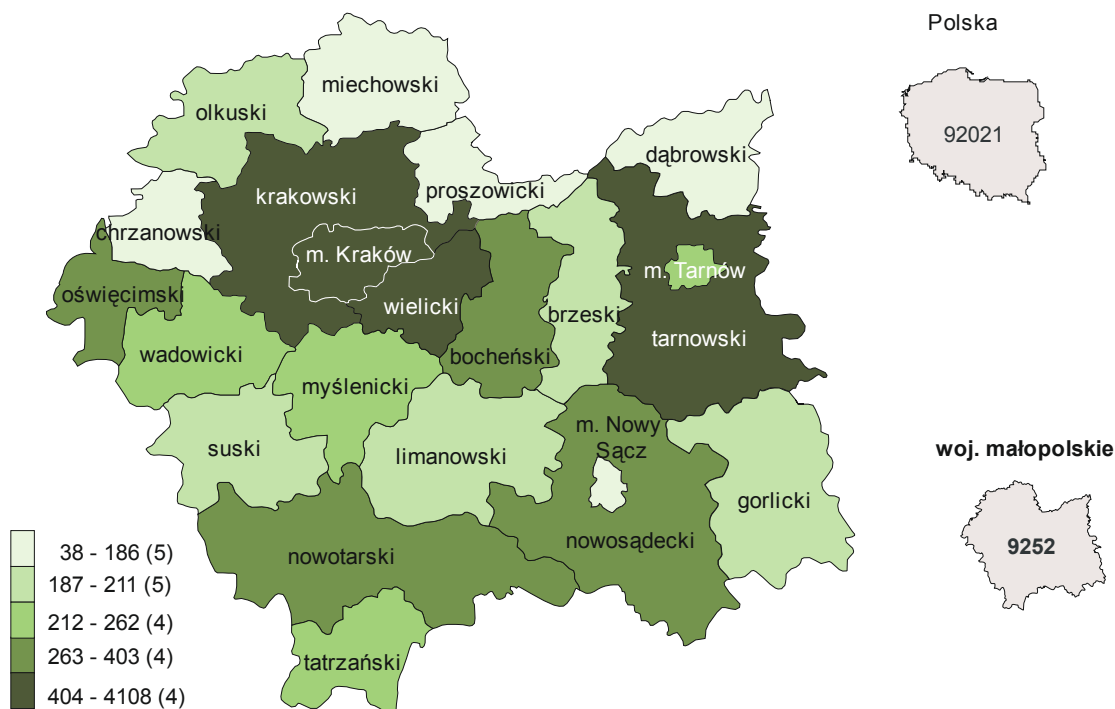 Polska
92021
miechowski
olkuski
dąbrowski
krakowski
proszowicki
chrzanowski
m. Kraków
m. Tarnów
oświęcimski
wielicki
brzeski
tarnowski
wadowicki
bocheński
myślenicki
m. Nowy
Sącz
suski
limanowski
gorlicki
nowotarski
nowosądecki
tatrzański
woj. małopolskie
9252
38 - 186 (5)
187 - 211 (5)
212 - 262 (4)
263 - 403 (4)
404 - 4108 (4)